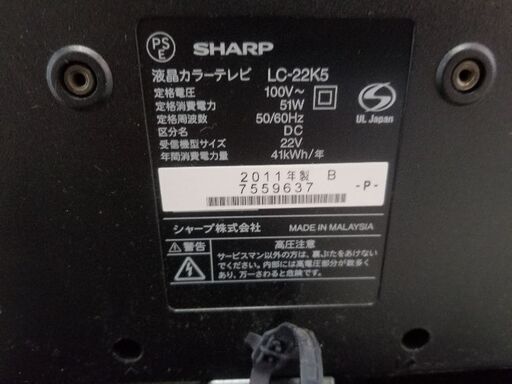 PS
E
SHARP
液晶カラーテレビ LC-22K5
定格電圧 100V～
定格消費電力 51W
定格周波数 50/60Hz
区分名 DC
受信機型サイズ 22V
年間消費電力量 41kWh/年
S
UL Japan
2011年製 B
7559637 -P-
シャープ株式会社 MADE IN MALAYSIA
警告 高圧注意
サービスマン以外の方は、裏ぶたをあけない
でください。内部には高電圧部分が数多く
あり、万一さわると危険です。